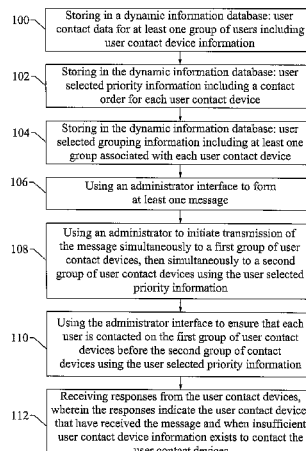 100
Storing in a dynamic information database: user
contact data for at least one group of users including
user contact device information
102
Storing in the dynamic information database: user
selected priority information including a contact
order for each user contact device
104
Storing in the dynamic information database: user
selected grouping information including at least one
group associated with each user contact device
106
Using an administrator interface to form
at least one message
108
Using an administrator to initiate transmission of
the message simultaneously to a first group of user
contact devices, then simultaneously to a second
group of user contact devices using the user selected
priority information
110
Using the administrator interface to ensure that each
user is contacted on the first group of user contact
devices before the second group of contact
devices using the user selected priority information
112
Receiving responses from the user contact devices,
wherein the responses indicate the user contact device
that have received the message and when insufficient
user contact device information exists to contact the
user contact devices